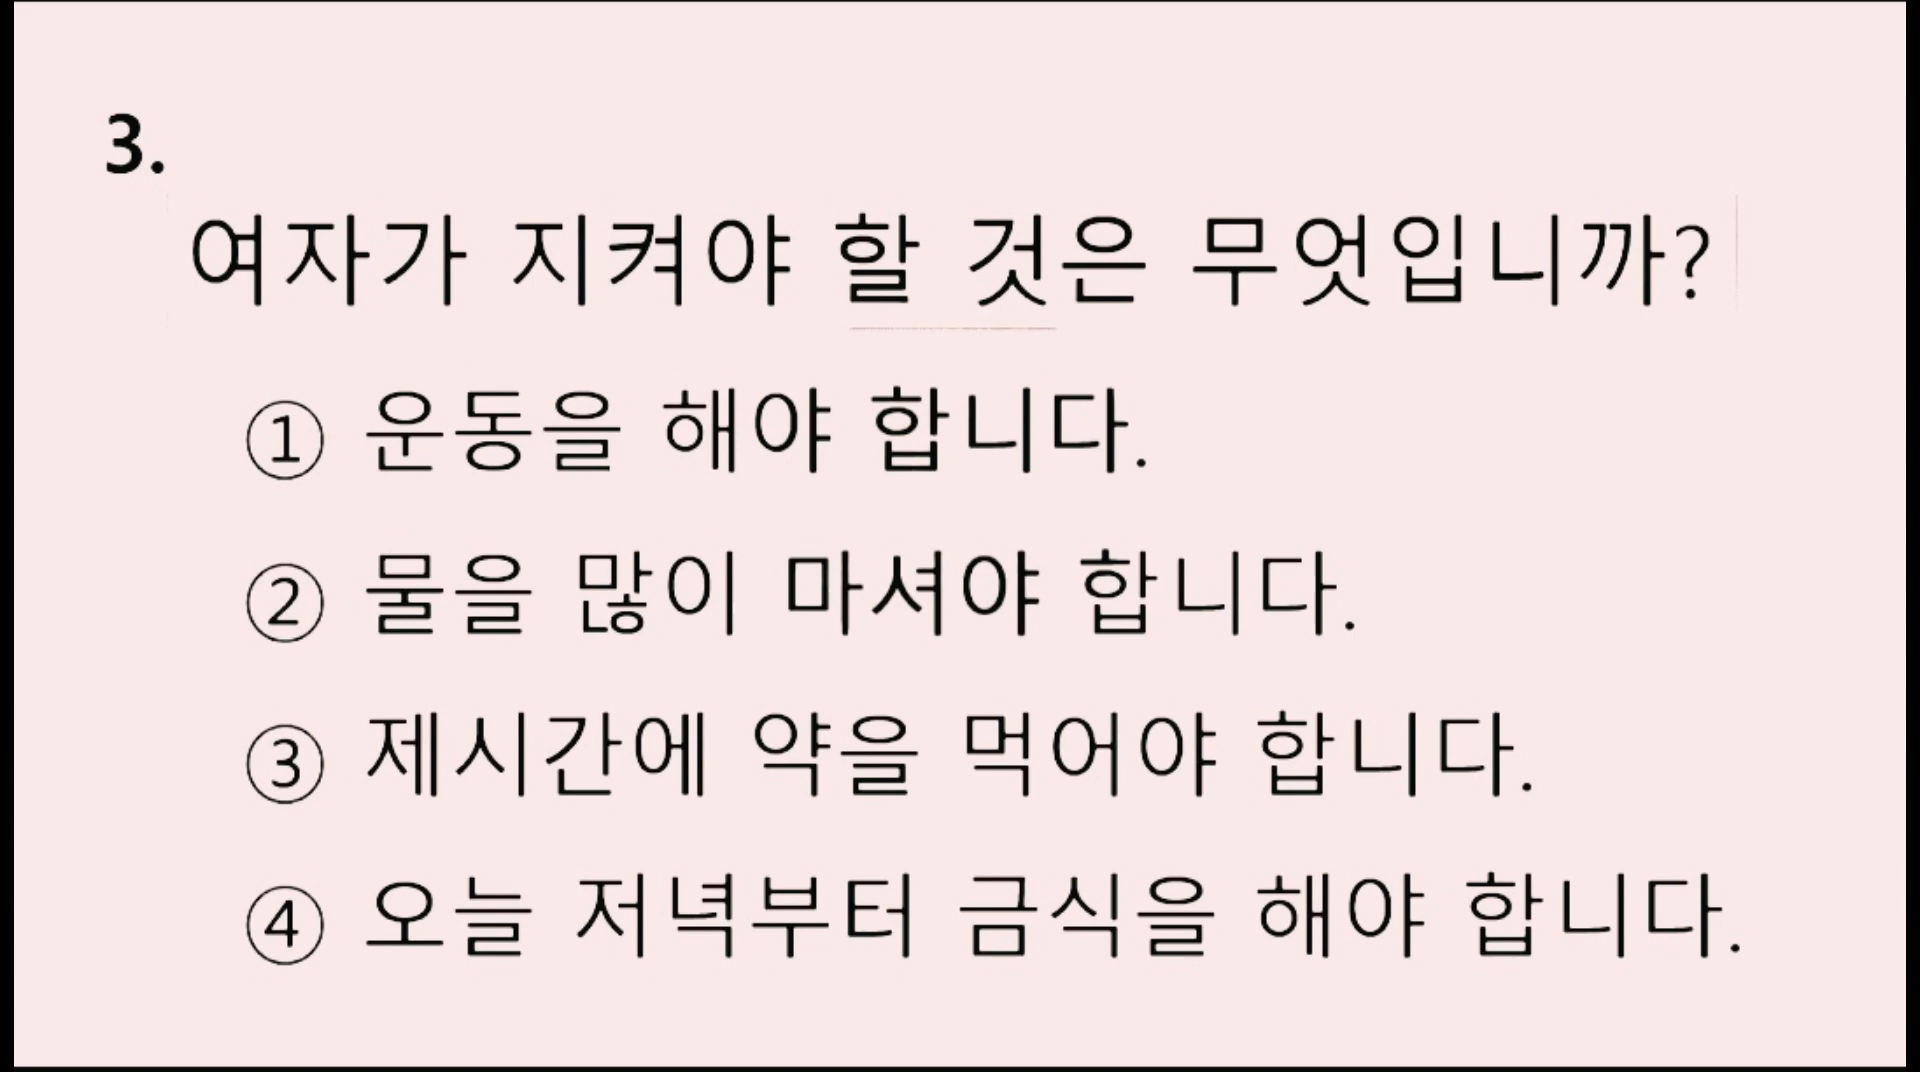 3.
여자가 지켜야 할 것은 무엇입니까?
① 운동을 해야 합니다.
② 물을 많이 마셔야 합니다.
③ 제시간에 약을 먹어야 합니다.
④ 오늘 저녁부터 금식을 해야 합니다.